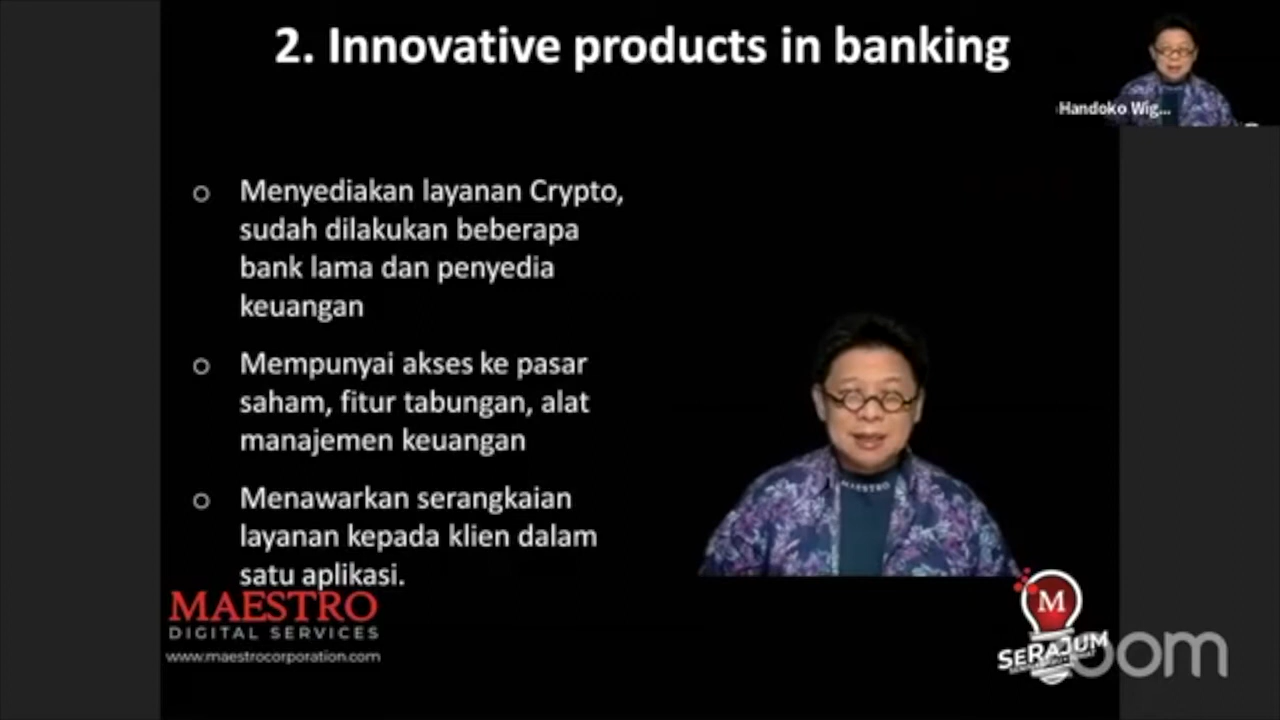 2. Innovative products in banking
Handoko Wig...
Menyediakan layanan Crypto,
sudah dilakukan beberapa
bank lama dan penyedia
keuangan
Mempunyai akses ke pasar
saham, fitur tabungan, alat
manajemen keuangan
Menawarkan serangkaian
layanan kepada klien dalam
satu aplikasi.
MAESTRO
MAESTRO
DIGITAL SERVICES
www.maestrocorporation.com
M
SERAJUM
zoom